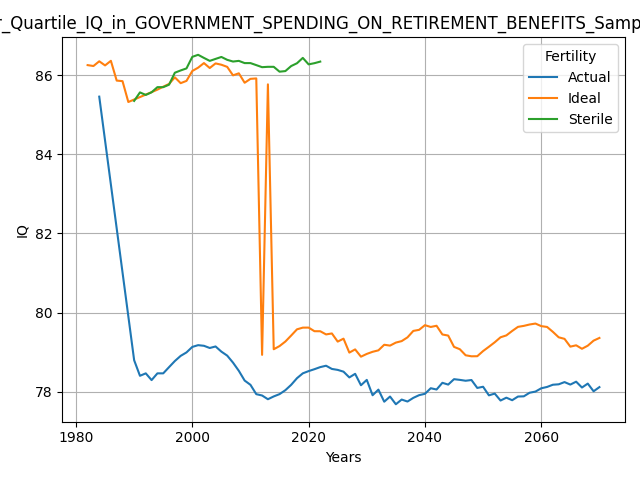 r_Quartile_IQ_in_GOVERNMENT_SPENDING_ON_RETIREMENT_BENEFITS_Samp
Fertility
Actual
Ideal
Sterile
IQ
86
84
82
80
78
1980
2000
2020
2040
2060
Years